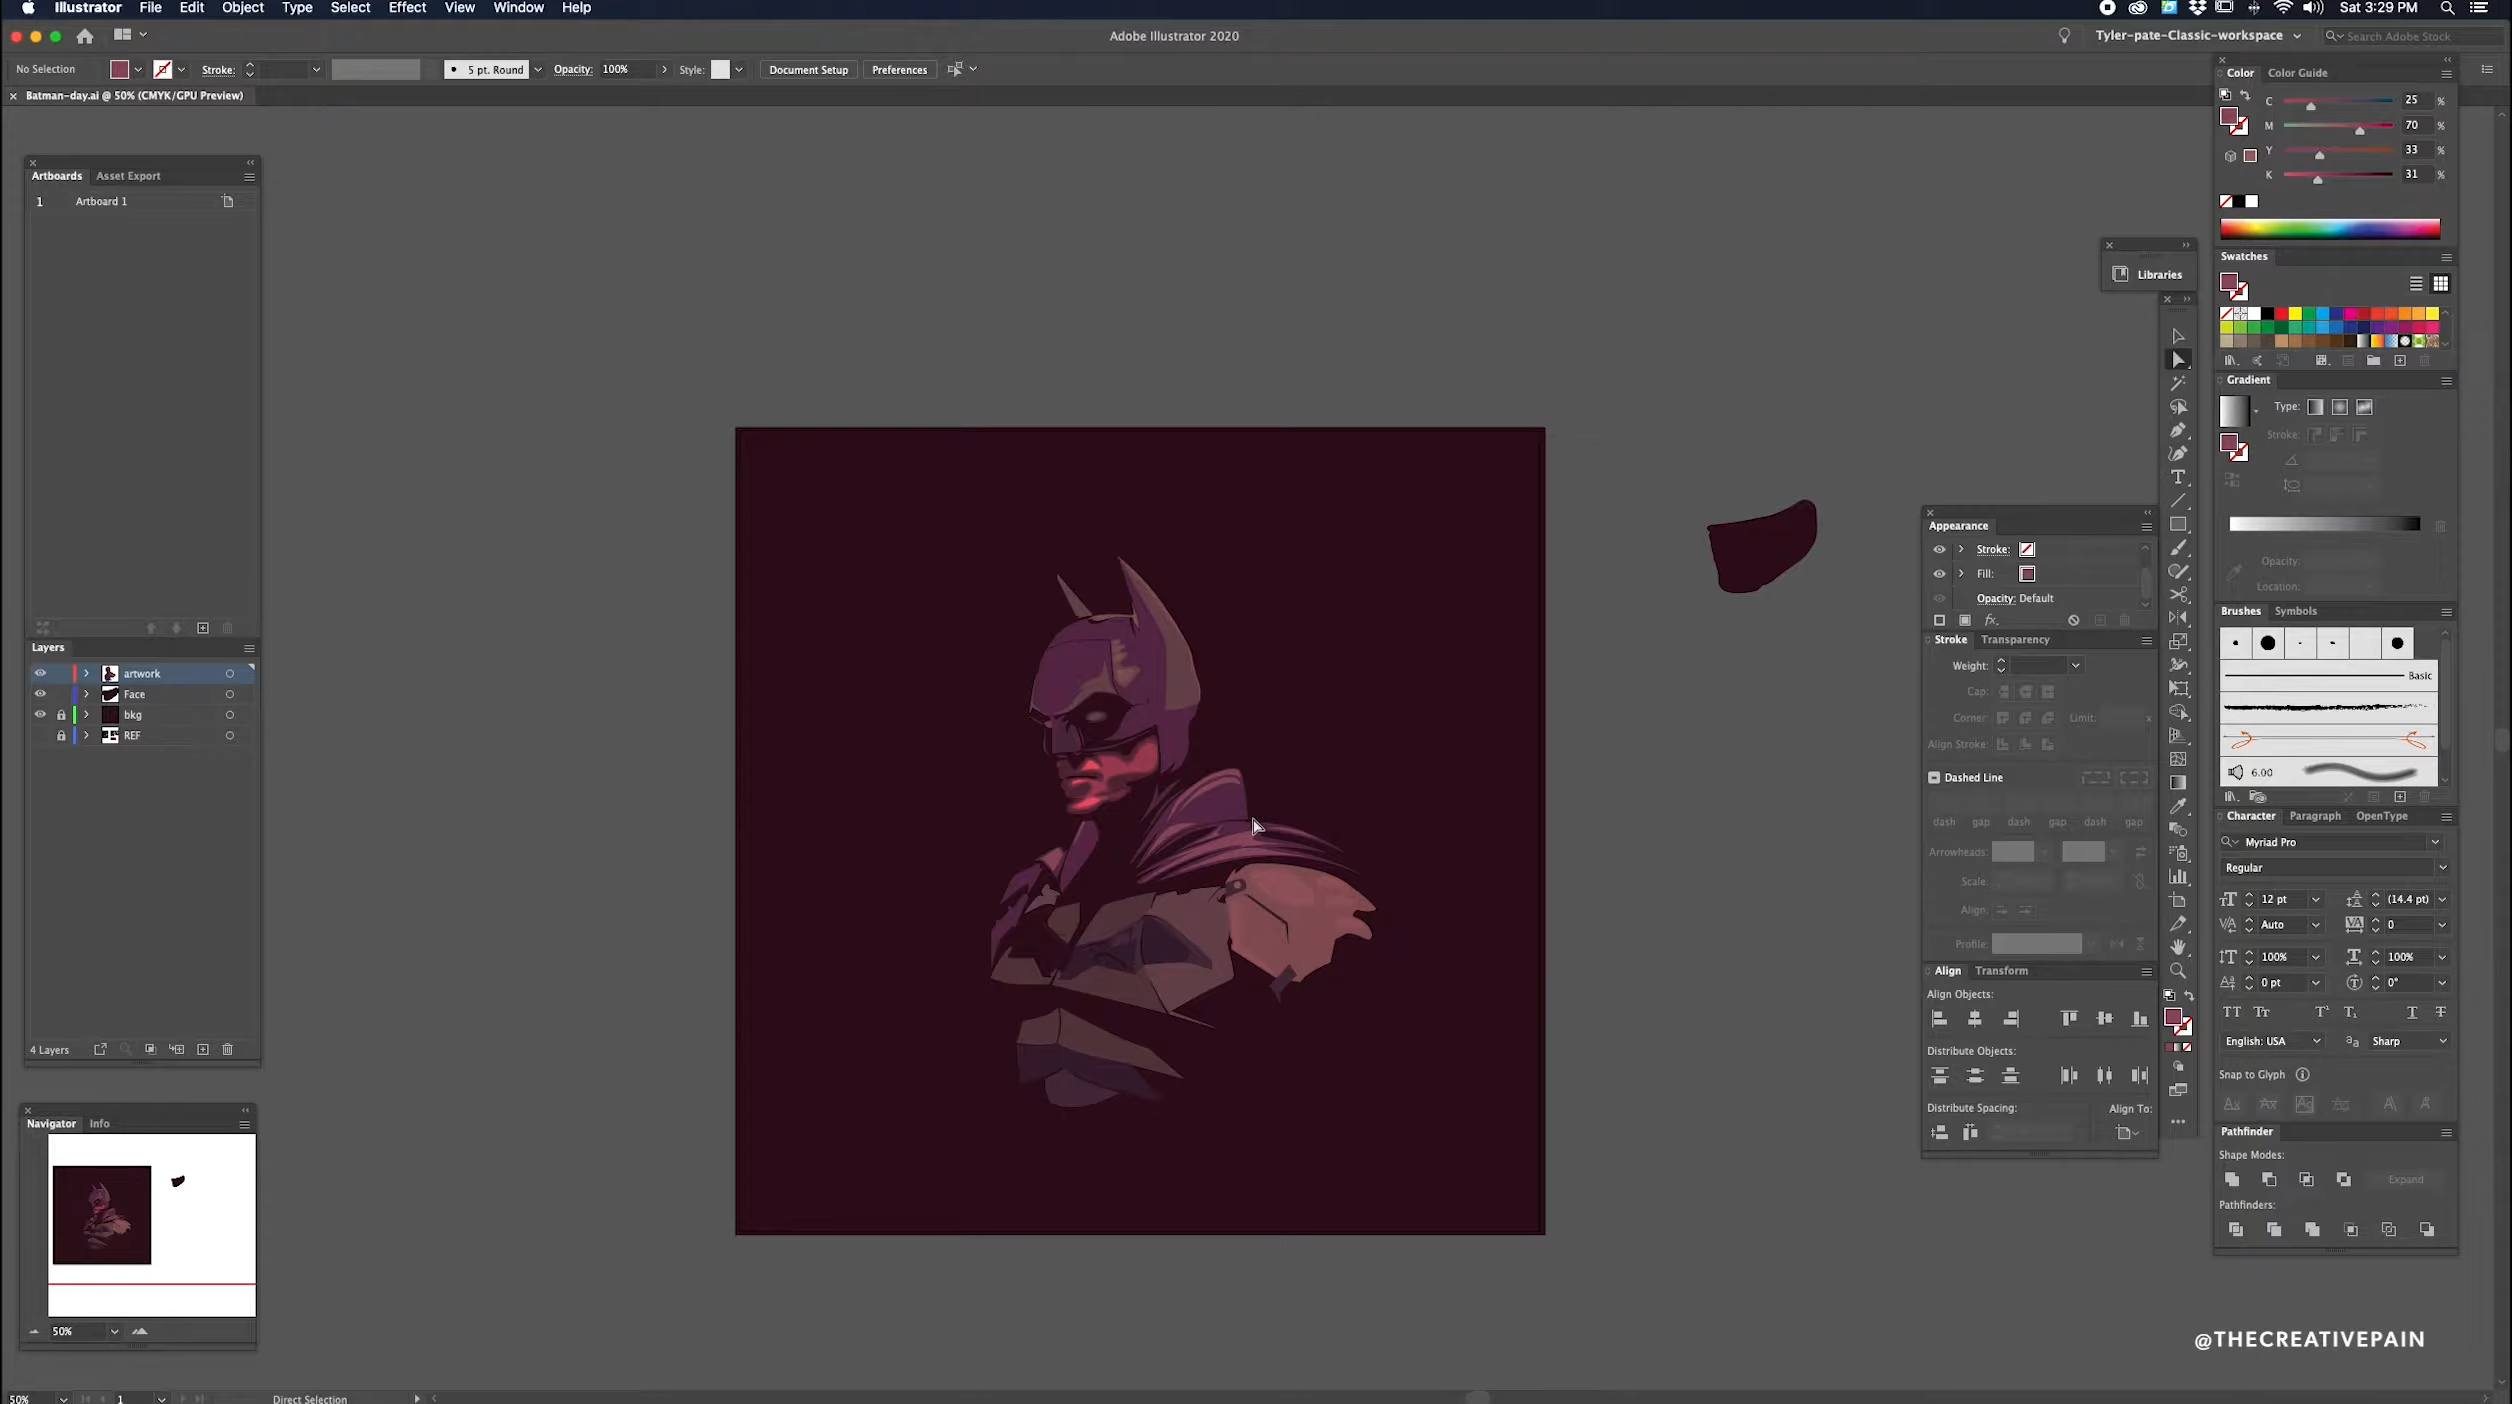 Illustrator File Edit Object Type Select Effect View Window Help Sat 3:29 PM
Adobe Illustrator 2020 Tyler-pate-Classic-workspace Search Adobe Stock
No Selection Stroke: 5 pt. Round Opacity: 100% Style: Document Setup Preferences
× Batman-day.ai @ 50% (CMYK/GPU Preview)
Artboards Asset Export
1 Artboard 1
Layers
artwork
Face
bkg
REF
4 Layers
Navigator Info
50%
50% 1 Direct Selection
Libraries
Appearance
Stroke:
Fill:
Opacity: Default
fx.
Stroke Transparency
Weight:
Cap:
Corner: Limit: x
Align Stroke:
Dashed Line
dash gap dash gap dash gap
Arrowheads:
Scale:
Align:
Profile:
Align Transform
Align Objects:
Distribute Objects:
Distribute Spacing: Align To:
Color Color Guide
C 25 %
M 70 %
Y 33 %
K 31 %
Swatches
Gradient
Type:
Stroke:
Opacity:
Location:
Brushes Symbols
Basic
6.00
Character Paragraph OpenType
Myriad Pro
Regular
12 pt (14.4 pt)
Auto 0
100% 100%
0 pt 0°
English: USA Sharp
Snap to Glyph
Pathfinder
Shape Modes:
Expand
Pathfinders:
@THECREATIVEPAIN